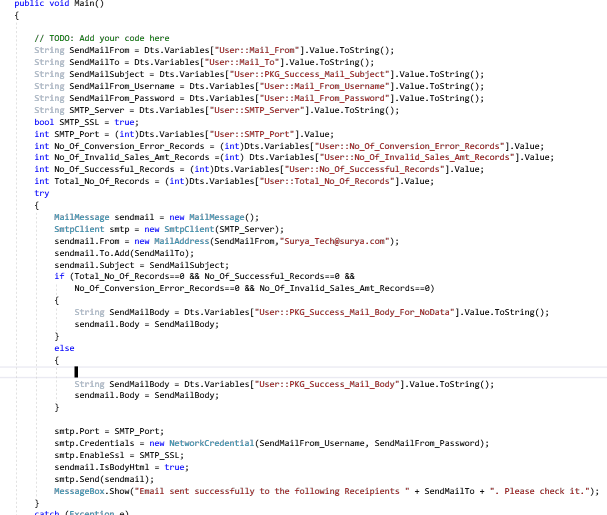 public void Main()
{
// TODO: Add your code here
String SendMailFrom = Dts.Variables["User::Mail_From"].Value.ToString();
String SendMailTo = Dts.Variables["User::Mail_To"].Value.ToString();
String SendMailSubject = Dts.Variables["User::PKG_Success_Mail_Subject"].Value.ToString();
String SendMailFrom_Username = Dts.Variables["User::Mail_From_Username"].Value.ToString();
String SendMailFrom_Password = Dts.Variables["User::Mail_From_Password"].Value.ToString();
String SMTP_Server = Dts.Variables["User::SMTP_Server"].Value.ToString();
bool SMTP_SSL = true;
int SMTP_Port = (int)Dts.Variables["User::SMTP_Port"].Value;
int No_Of_Conversion_Error_Records = (int)Dts.Variables["User::No_Of_Conversion_Error_Records"].Value;
int No_Of_Invalid_Sales_Amt_Records =(int) Dts.Variables["User::No_Of_Invalid_Sales_Amt_Records"].Value;
int No_Of_Successful_Records = (int)Dts.Variables["User::No_Of_Successful_Records"].Value;
int Total_No_Of_Records = (int)Dts.Variables["User::Total_No_Of_Records"].Value;
try
{
MailMessage sendmail = new MailMessage();
SmtpClient smtp = new SmtpClient(SMTP_Server);
sendmail.From = new MailAddress(SendMailFrom,"Surya_Tech@surya.com");
sendmail.To.Add(SendMailTo);
sendmail.Subject = SendMailSubject;
if (Total_No_Of_Records==0 && No_Of_Successful_Records==0 &&
No_Of_Conversion_Error_Records==0 && No_Of_Invalid_Sales_Amt_Records==0)
{
String SendMailBody = Dts.Variables["User::PKG_Success_Mail_Body_For_NoData"].Value.ToString();
sendmail.Body = SendMailBody;
}
else
{
String SendMailBody = Dts.Variables["User::PKG_Success_Mail_Body"].Value.ToString();
sendmail.Body = SendMailBody;
}
smtp.Port = SMTP_Port;
smtp.Credentials = new NetworkCredential(SendMailFrom_Username, SendMailFrom_Password);
smtp.EnableSsl = SMTP_SSL;
sendmail.IsBodyHtml = true;
smtp.Send(sendmail);
MessageBox.Show("Email sent successfully to the following Receipients " + SendMailTo + ". Please check it.");
}
catch (Exception e)